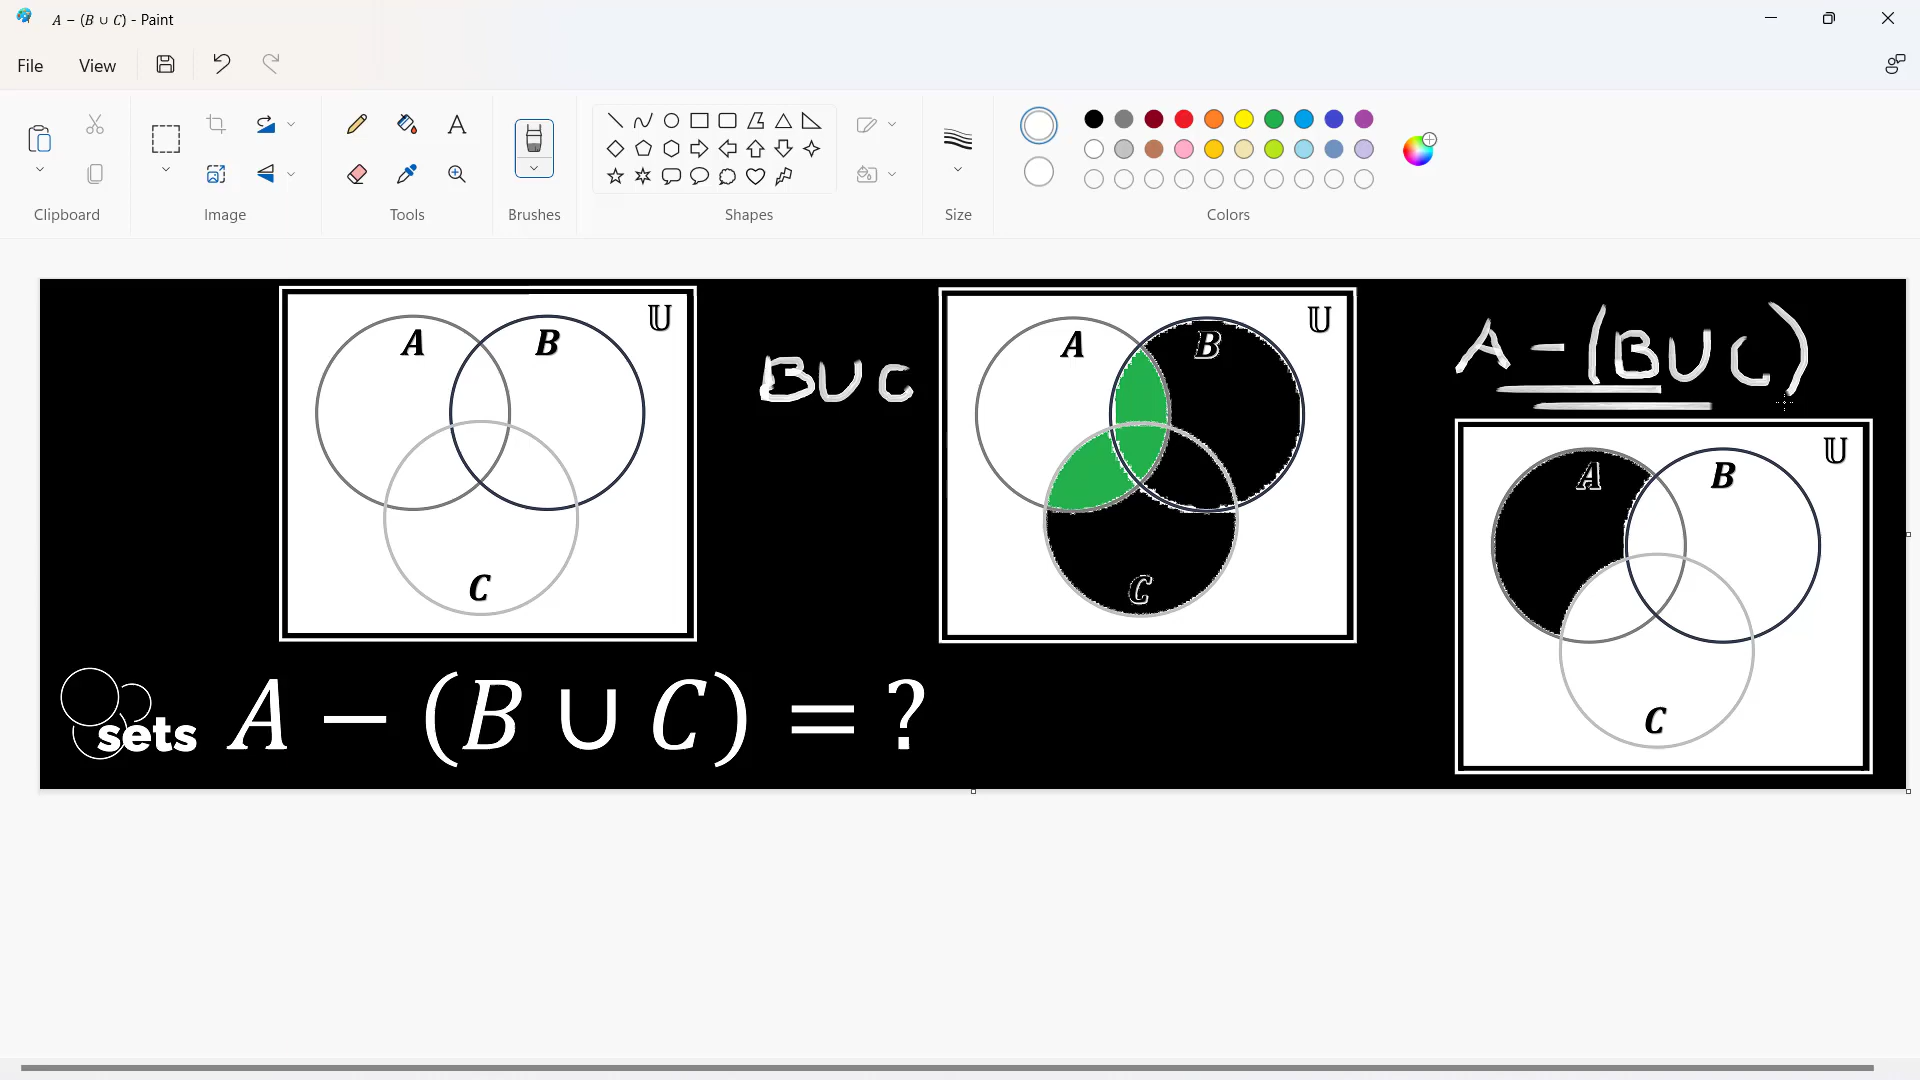 A − (B ∪ C) - Paint
File View
Clipboard Image Tools Brushes Shapes Size Colors
A B 𝕌
C
B∪C
A B 𝕌
C
A-(B∪C)
A B 𝕌
C
sets A − (B ∪ C) = ?